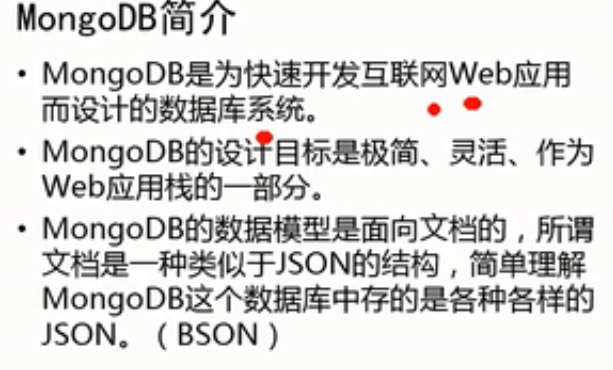 MongoDB简介
• MongoDB是为快速开发互联网Web应用
而设计的数据库系统。
• MongoDB的设计目标是极简、灵活、作为
Web应用栈的一部分。
• MongoDB的数据模型是面向文档的，所谓
文档是一种类似于JSON的结构，简单理解
MongoDB这个数据库中存的是各种各样的
JSON。（BSON）